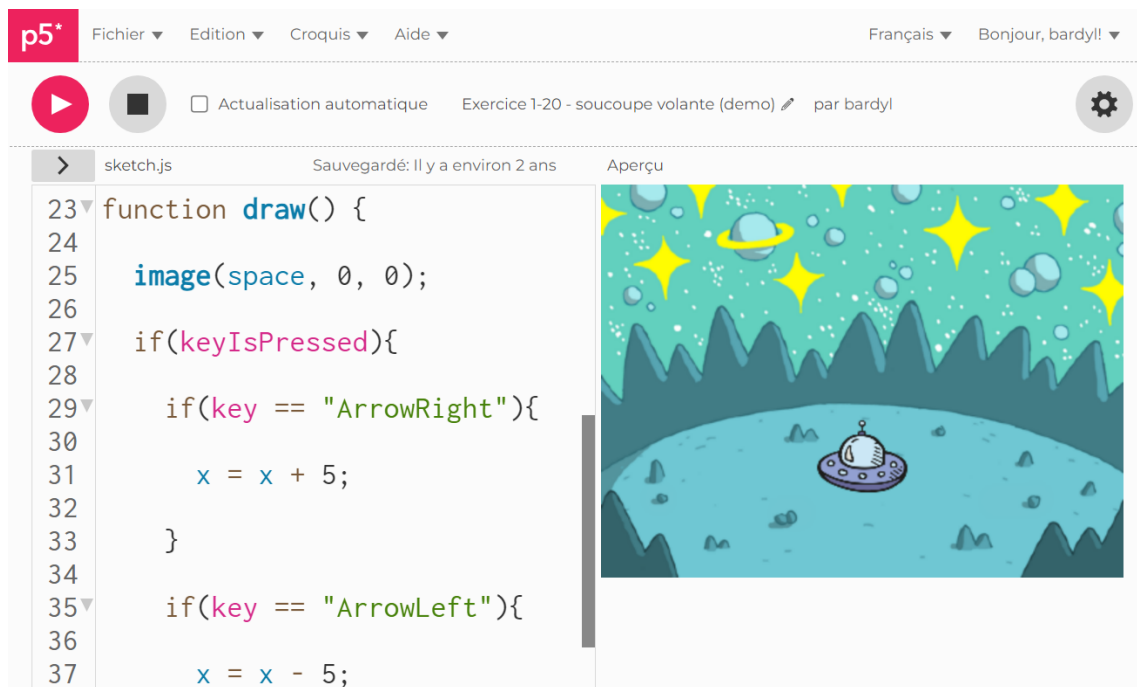 p5* Fichier Edition Croquis Aide Français Bonjour, bardyl!
Actualisation automatique Exercice 1-20 - soucoupe volante (demo) par bardyl
sketch.js Sauvegardé: Il y a environ 2 ans Aperçu
23 function draw() {
24
25 image(space, 0, 0);
26
27 if(keyIsPressed){
28
29 if(key == "ArrowRight"){
30
31 x = x + 5;
32
33 }
34
35 if(key == "ArrowLeft"){
36
37 x = x - 5;